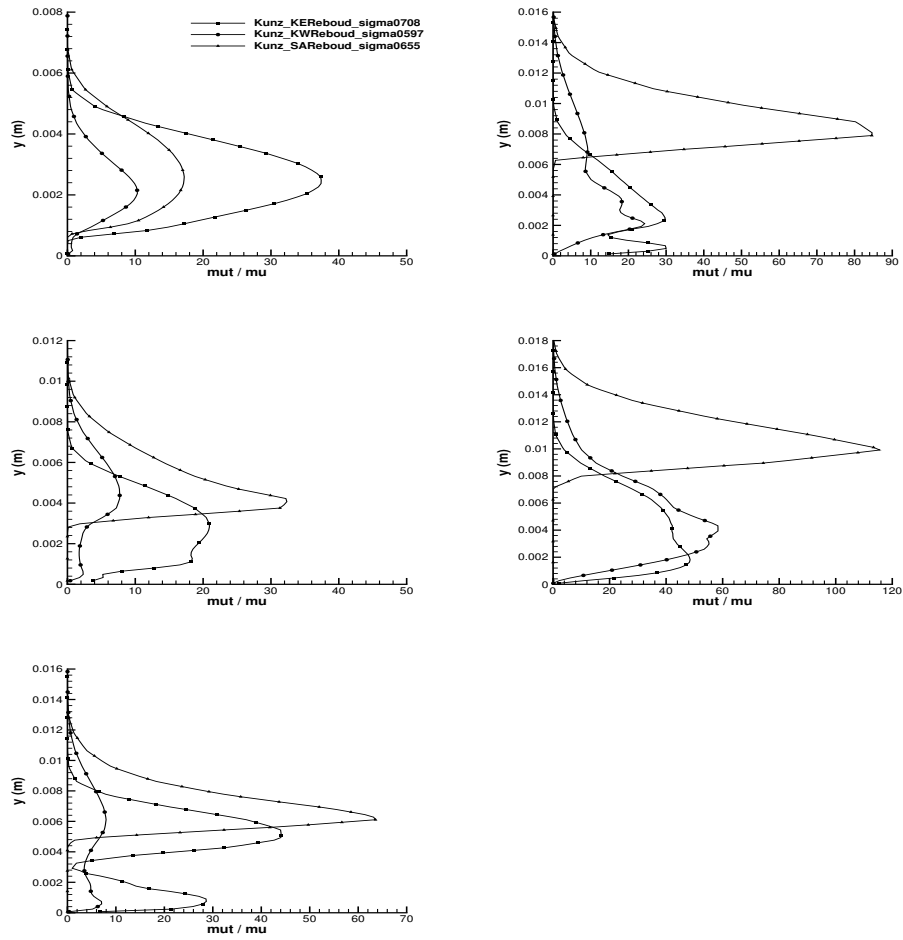 0.008
0.006
0.004
0.002
0
y (m)
0 10 20 30 40 50
mut / mu
Kunz_KEReboud_sigma0708
Kunz_KWReboud_sigma0597
Kunz_SAReboud_sigma0655
0.016
0.014
0.012
0.01
0.008
0.006
0.004
0.002
0
y (m)
0 10 20 30 40 50 60 70 80 90
mut / mu
0.012
0.01
0.008
0.006
0.004
0.002
0
y (m)
0 10 20 30 40 50
mut / mu
0.018
0.016
0.014
0.012
0.01
0.008
0.006
0.004
0.002
0
y (m)
0 20 40 60 80 100 120
mut / mu
0.016
0.014
0.012
0.01
0.008
0.006
0.004
0.002
0
y (m)
0 10 20 30 40 50 60 70
mut / mu